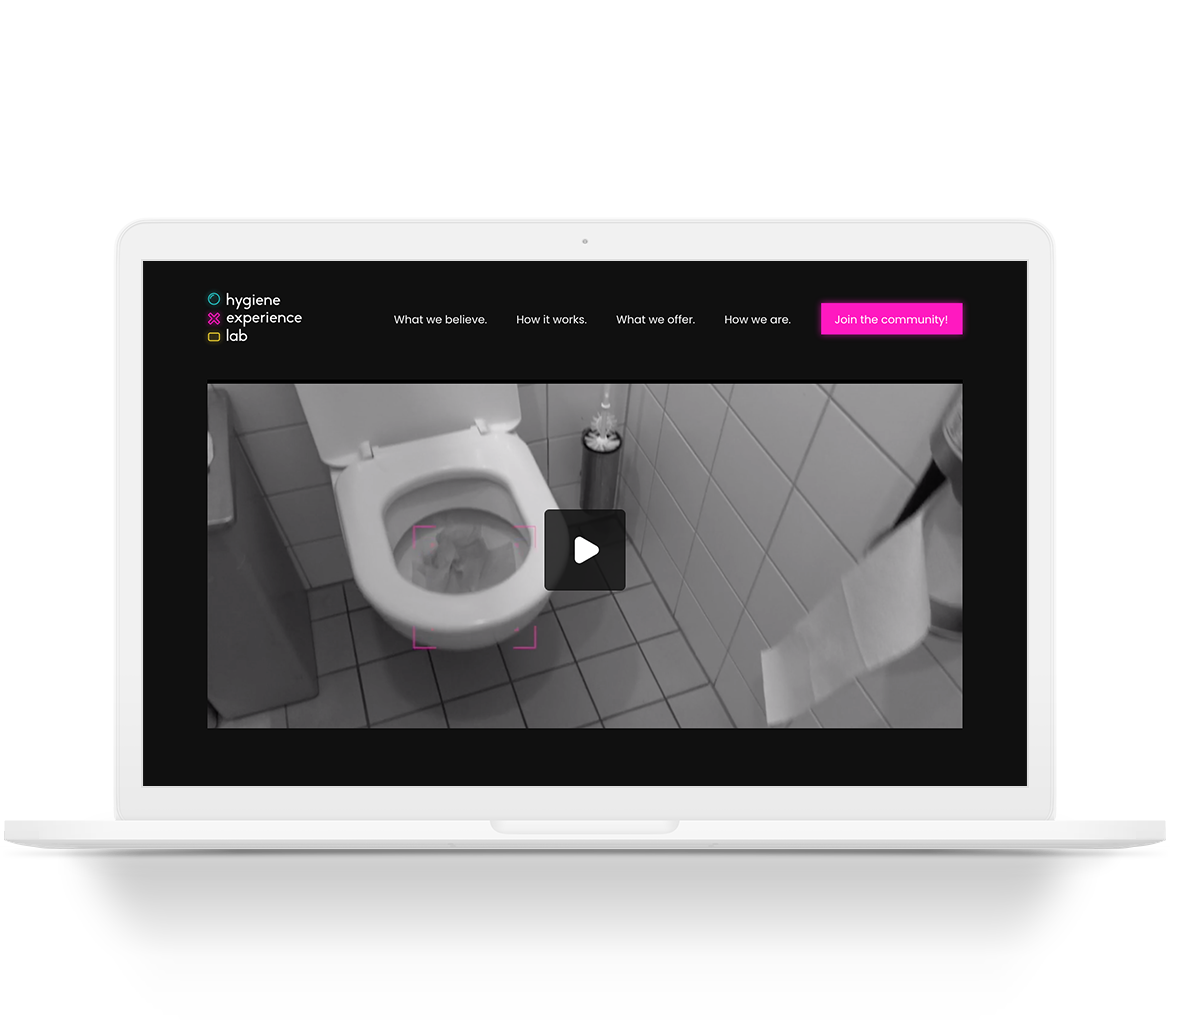 hygiene
experience
lab
What we believe.
How it works.
What we offer.
How we are.
Join the community!